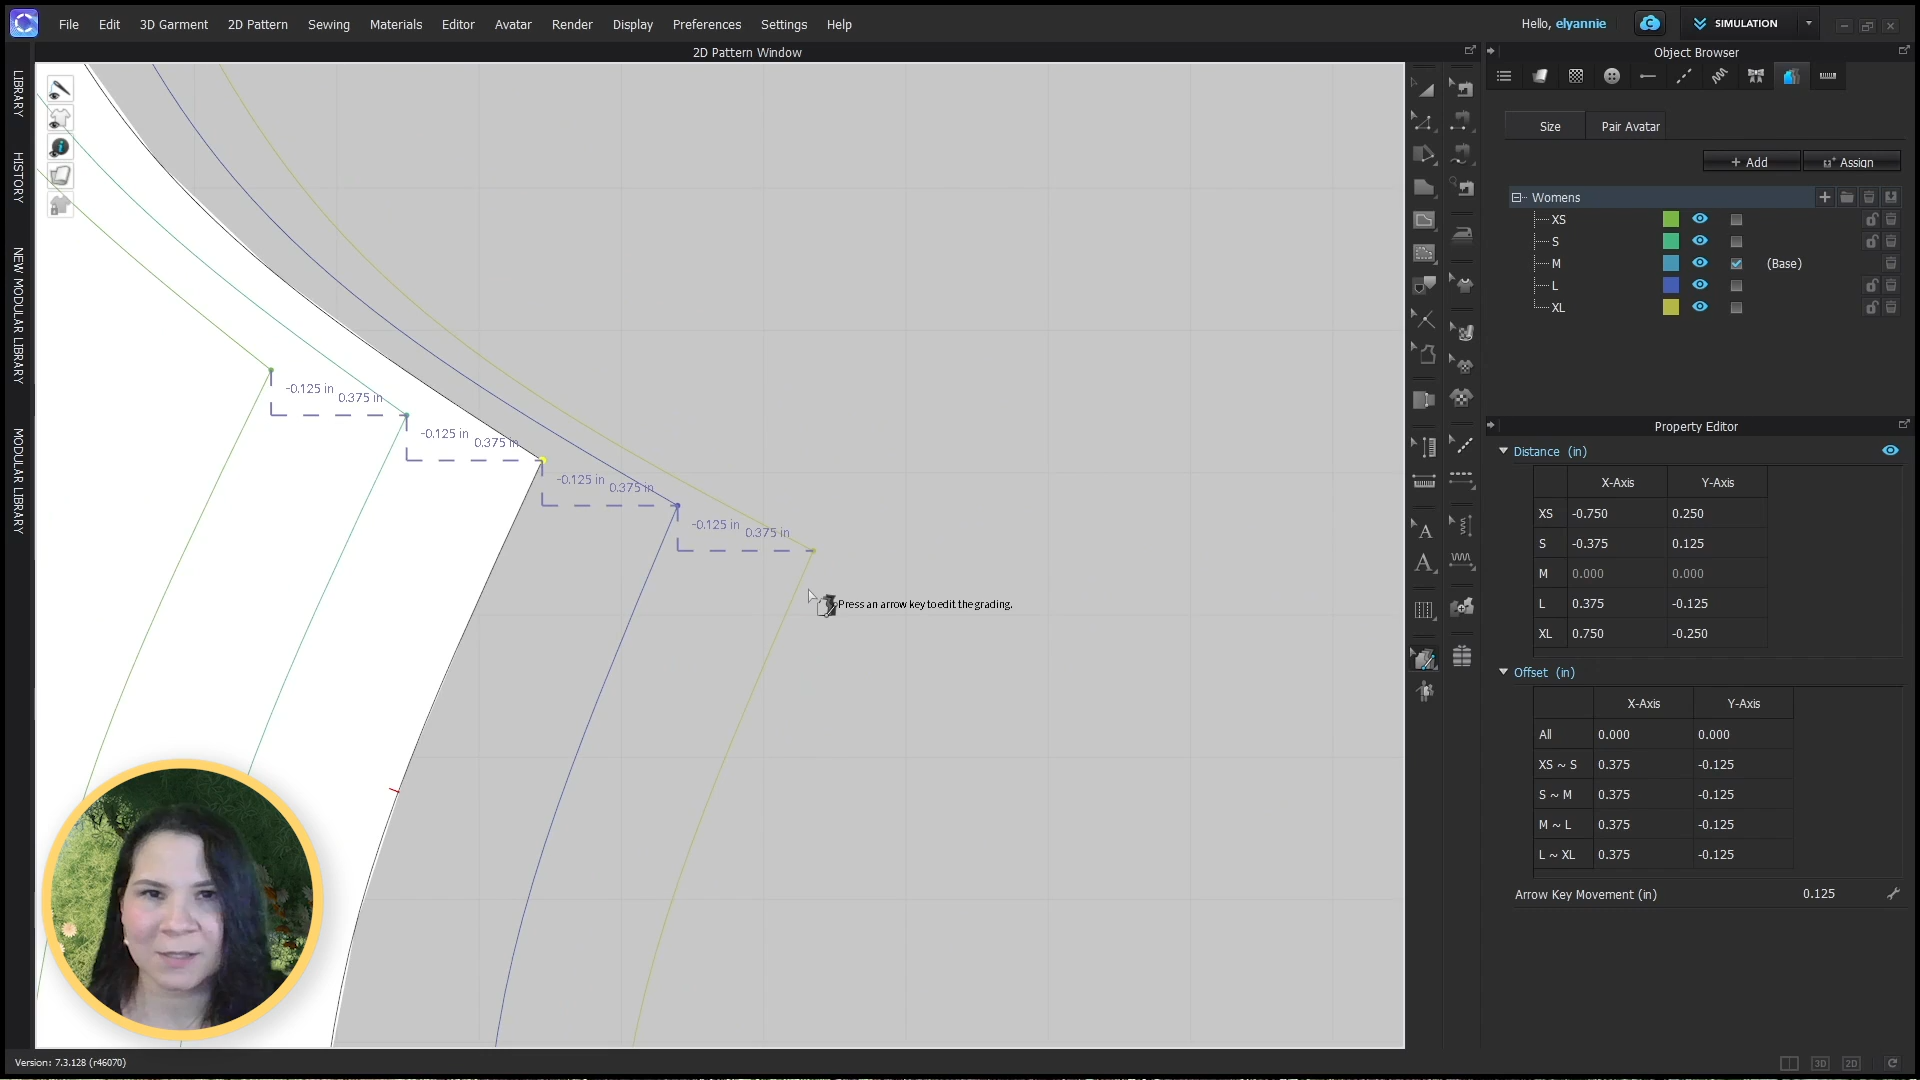 File Edit 3D Garment 2D Pattern Sewing Materials Editor Avatar Render Display Preferences Settings Help
Hello, elyannie
SIMULATION
2D Pattern Window
Object Browser
LIBRARY
HISTORY
NEW MODULAR LIBRARY
MODULAR LIBRARY
Size Pair Avatar
+ Add Assign
Womens
XS
S
M (Base)
L
XL
-0.125 in 0.375 in
-0.125 in 0.375 in
-0.125 in 0.375 in
-0.125 in 0.375 in
Press an arrow key to edit the grading.
Property Editor
Distance (in)
X-Axis Y-Axis
XS -0.750 0.250
S -0.375 0.125
M 0.000 0.000
L 0.375 -0.125
XL 0.750 -0.250
Offset (in)
X-Axis Y-Axis
All 0.000 0.000
XS ~ S 0.375 -0.125
S ~ M 0.375 -0.125
M ~ L 0.375 -0.125
L ~ XL 0.375 -0.125
Arrow Key Movement (in) 0.125
Version: 7.3.128 (r46070)
3D 2D